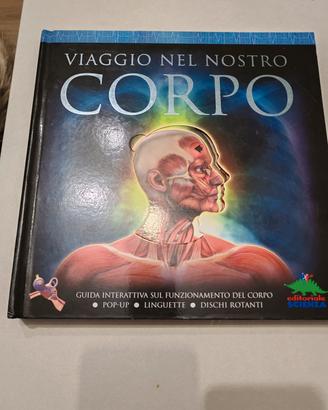 VIAGGIO NEL NOSTRO
CORPO
GUIDA INTERATTIVA SUL FUNZIONAMENTO DEL CORPO
• POP-UP • LINGUETTE • DISCHI ROTANTI
editoriale
SCIENZA